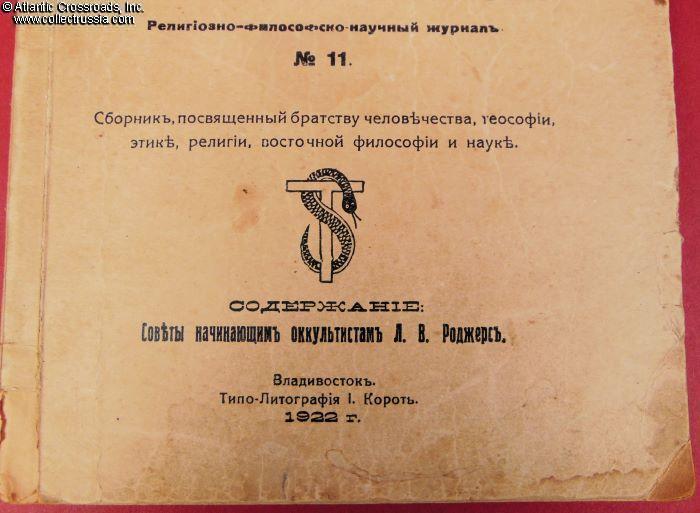 © Atlantic Crossroads, Inc.
www.collectrussia.com
Религіозно-философско-научный журналъ
№ 11.
Сборникъ, посвященный братству человѣчества, теософіи,
этикѣ, религіи, восточной философіи и наукѣ.
СОДЕРЖАНІЕ:
Совѣты начинающимъ оккультистамъ Л. В. Роджерсъ.
Владивостокъ.
Типо-Литографія І. Коротъ.
1922 г.